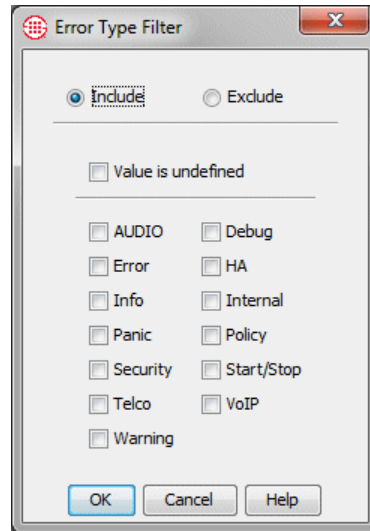 Error Type Filter
Include Exclude
Value is undefined
AUDIO Debug
Error HA
Info Internal
Panic Policy
Security Start/Stop
Telco VoIP
Warning
OK Cancel Help